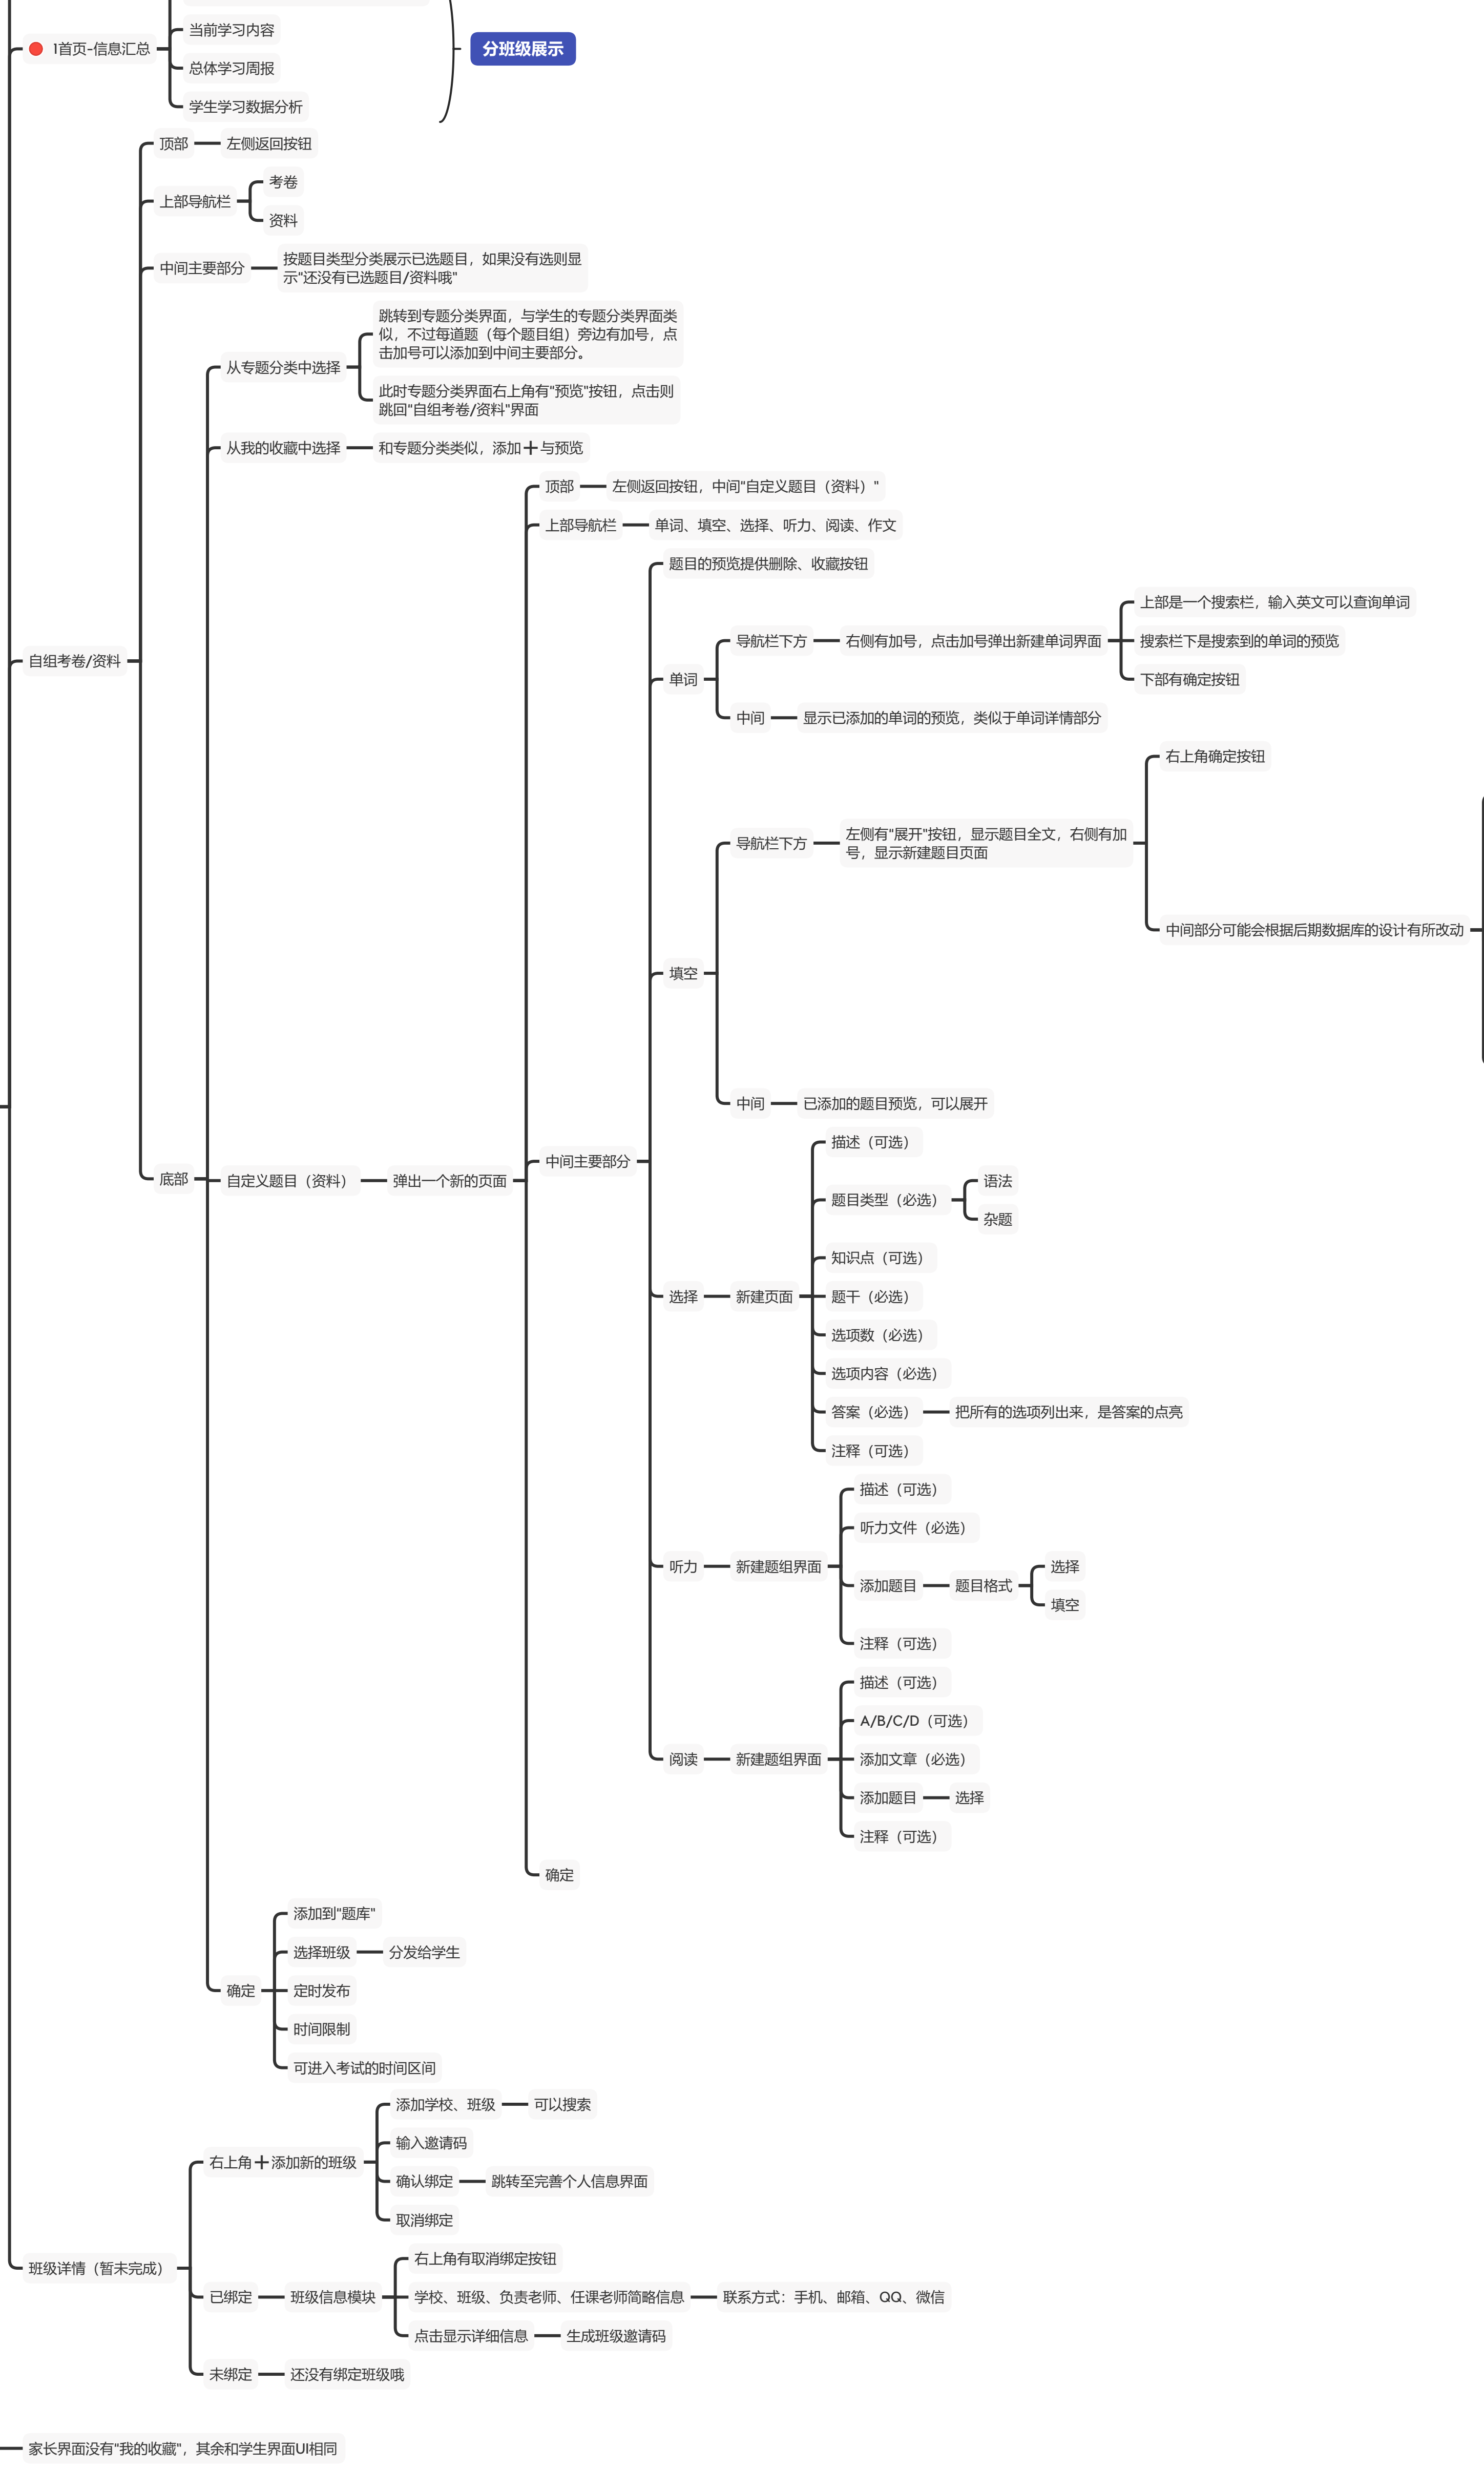 1首页-信息汇总
当前学习内容
总体学习周报
学生学习数据分析
分班级展示
自组考卷/资料
顶部
左侧返回按钮
上部导航栏
考卷
资料
中间主要部分
按题目类型分类展示已选题目，如果没有选则显
示"还没有已选题目/资料哦"
底部
从专题分类中选择
跳转到专题分类界面，与学生的专题分类界面类
似，不过每道题（每个题目组）旁边有加号，点
击加号可以添加到中间主要部分。
此时专题分类界面右上角有"预览"按钮，点击则
跳回"自组考卷/资料"界面
从我的收藏中选择
和专题分类类似，添加➕与预览
自定义题目（资料）
弹出一个新的页面
顶部
左侧返回按钮，中间"自定义题目（资料）"
上部导航栏
单词、填空、选择、听力、阅读、作文
中间主要部分
题目的预览提供删除、收藏按钮
单词
导航栏下方
右侧有加号，点击加号弹出新建单词界面
上部是一个搜索栏，输入英文可以查询单词
搜索栏下是搜索到的单词的预览
下部有确定按钮
中间
显示已添加的单词的预览，类似于单词详情部分
填空
导航栏下方
左侧有"展开"按钮，显示题目全文，右侧有加
号，显示新建题目页面
右上角确定按钮
中间部分可能会根据后期数据库的设计有所改动
中间
已添加的题目预览，可以展开
选择
新建页面
描述（可选）
题目类型（必选）
语法
杂题
知识点（可选）
题干（必选）
选项数（必选）
选项内容（必选）
答案（必选）
把所有的选项列出来，是答案的点亮
注释（可选）
听力
新建题组界面
描述（可选）
听力文件（必选）
添加题目
题目格式
选择
填空
注释（可选）
阅读
新建题组界面
描述（可选）
A/B/C/D（可选）
添加文章（必选）
添加题目
选择
注释（可选）
确定
确定
添加到"题库"
选择班级
分发给学生
定时发布
时间限制
可进入考试的时间区间
班级详情（暂未完成）
右上角➕添加新的班级
添加学校、班级
可以搜索
输入邀请码
确认绑定
跳转至完善个人信息界面
取消绑定
已绑定
班级信息模块
右上角有取消绑定按钮
学校、班级、负责老师、任课老师简略信息
联系方式：手机、邮箱、QQ、微信
点击显示详细信息
生成班级邀请码
未绑定
还没有绑定班级哦
家长界面没有"我的收藏"，其余和学生界面UI相同